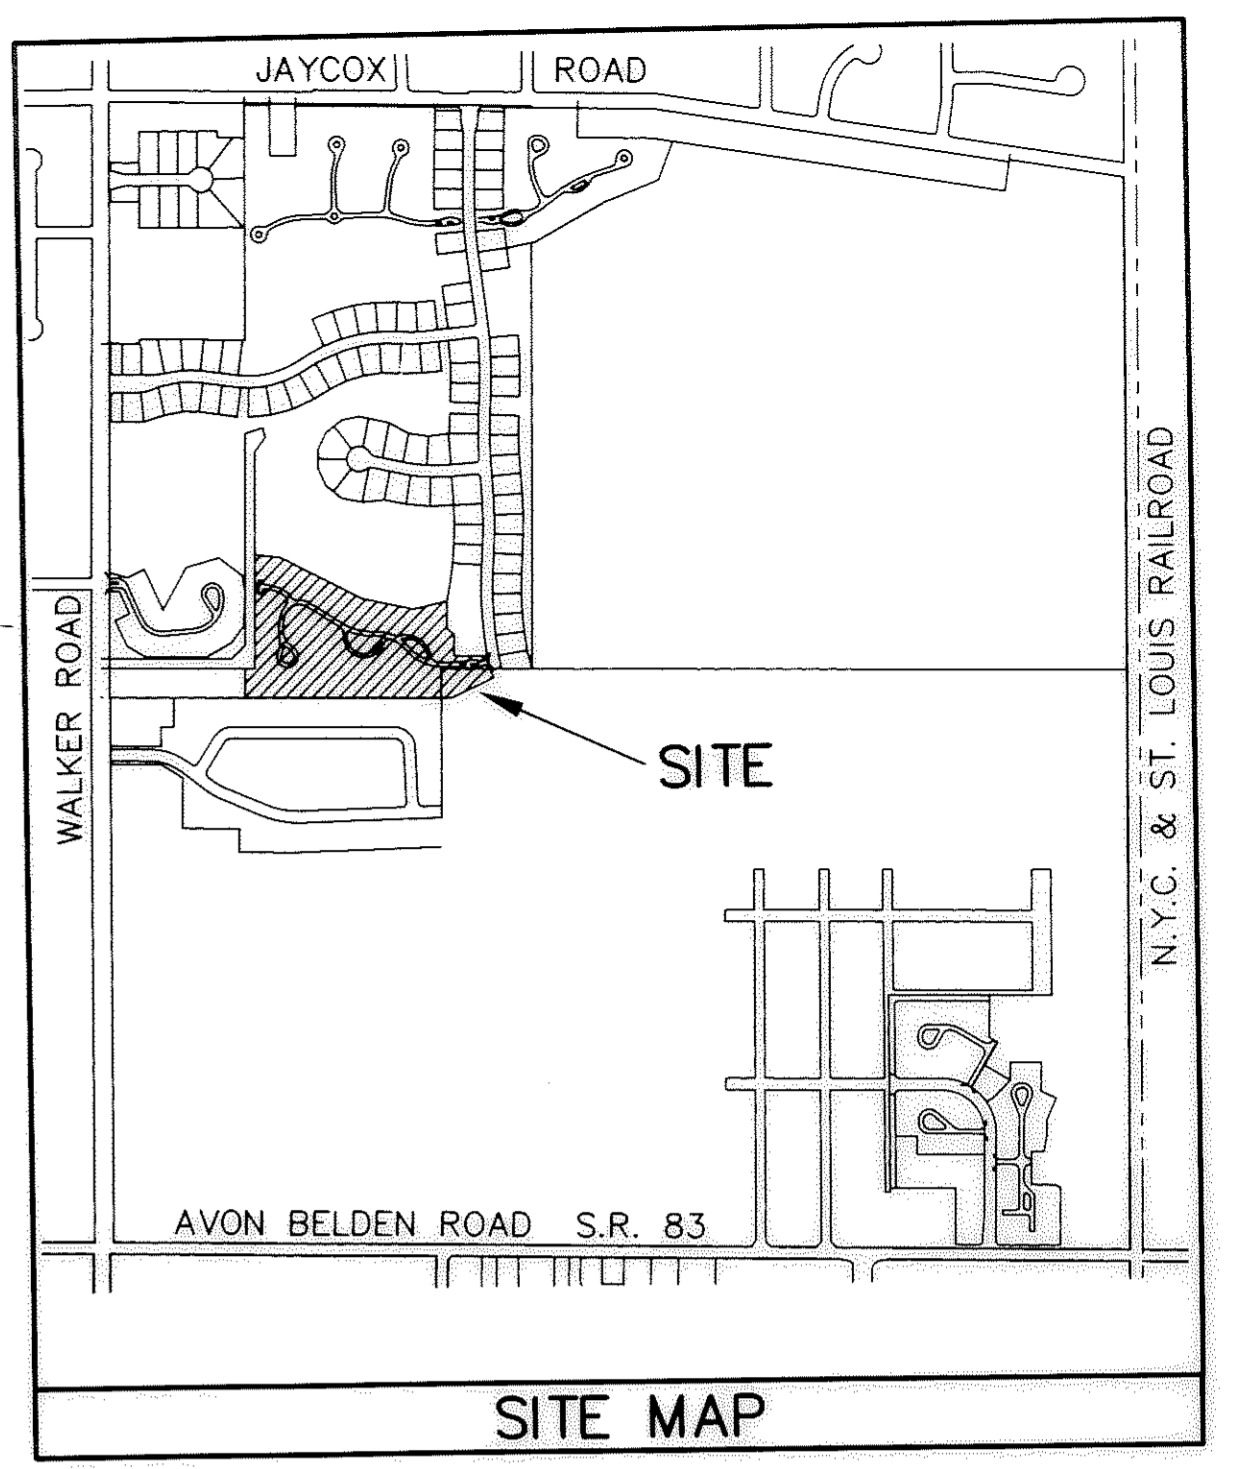 JAYCOX ROAD
N.Y.C. & ST. LOUIS RAILROAD
WALKER ROAD
SITE
AVON BELDEN ROAD S.R. 83
SITE MAP